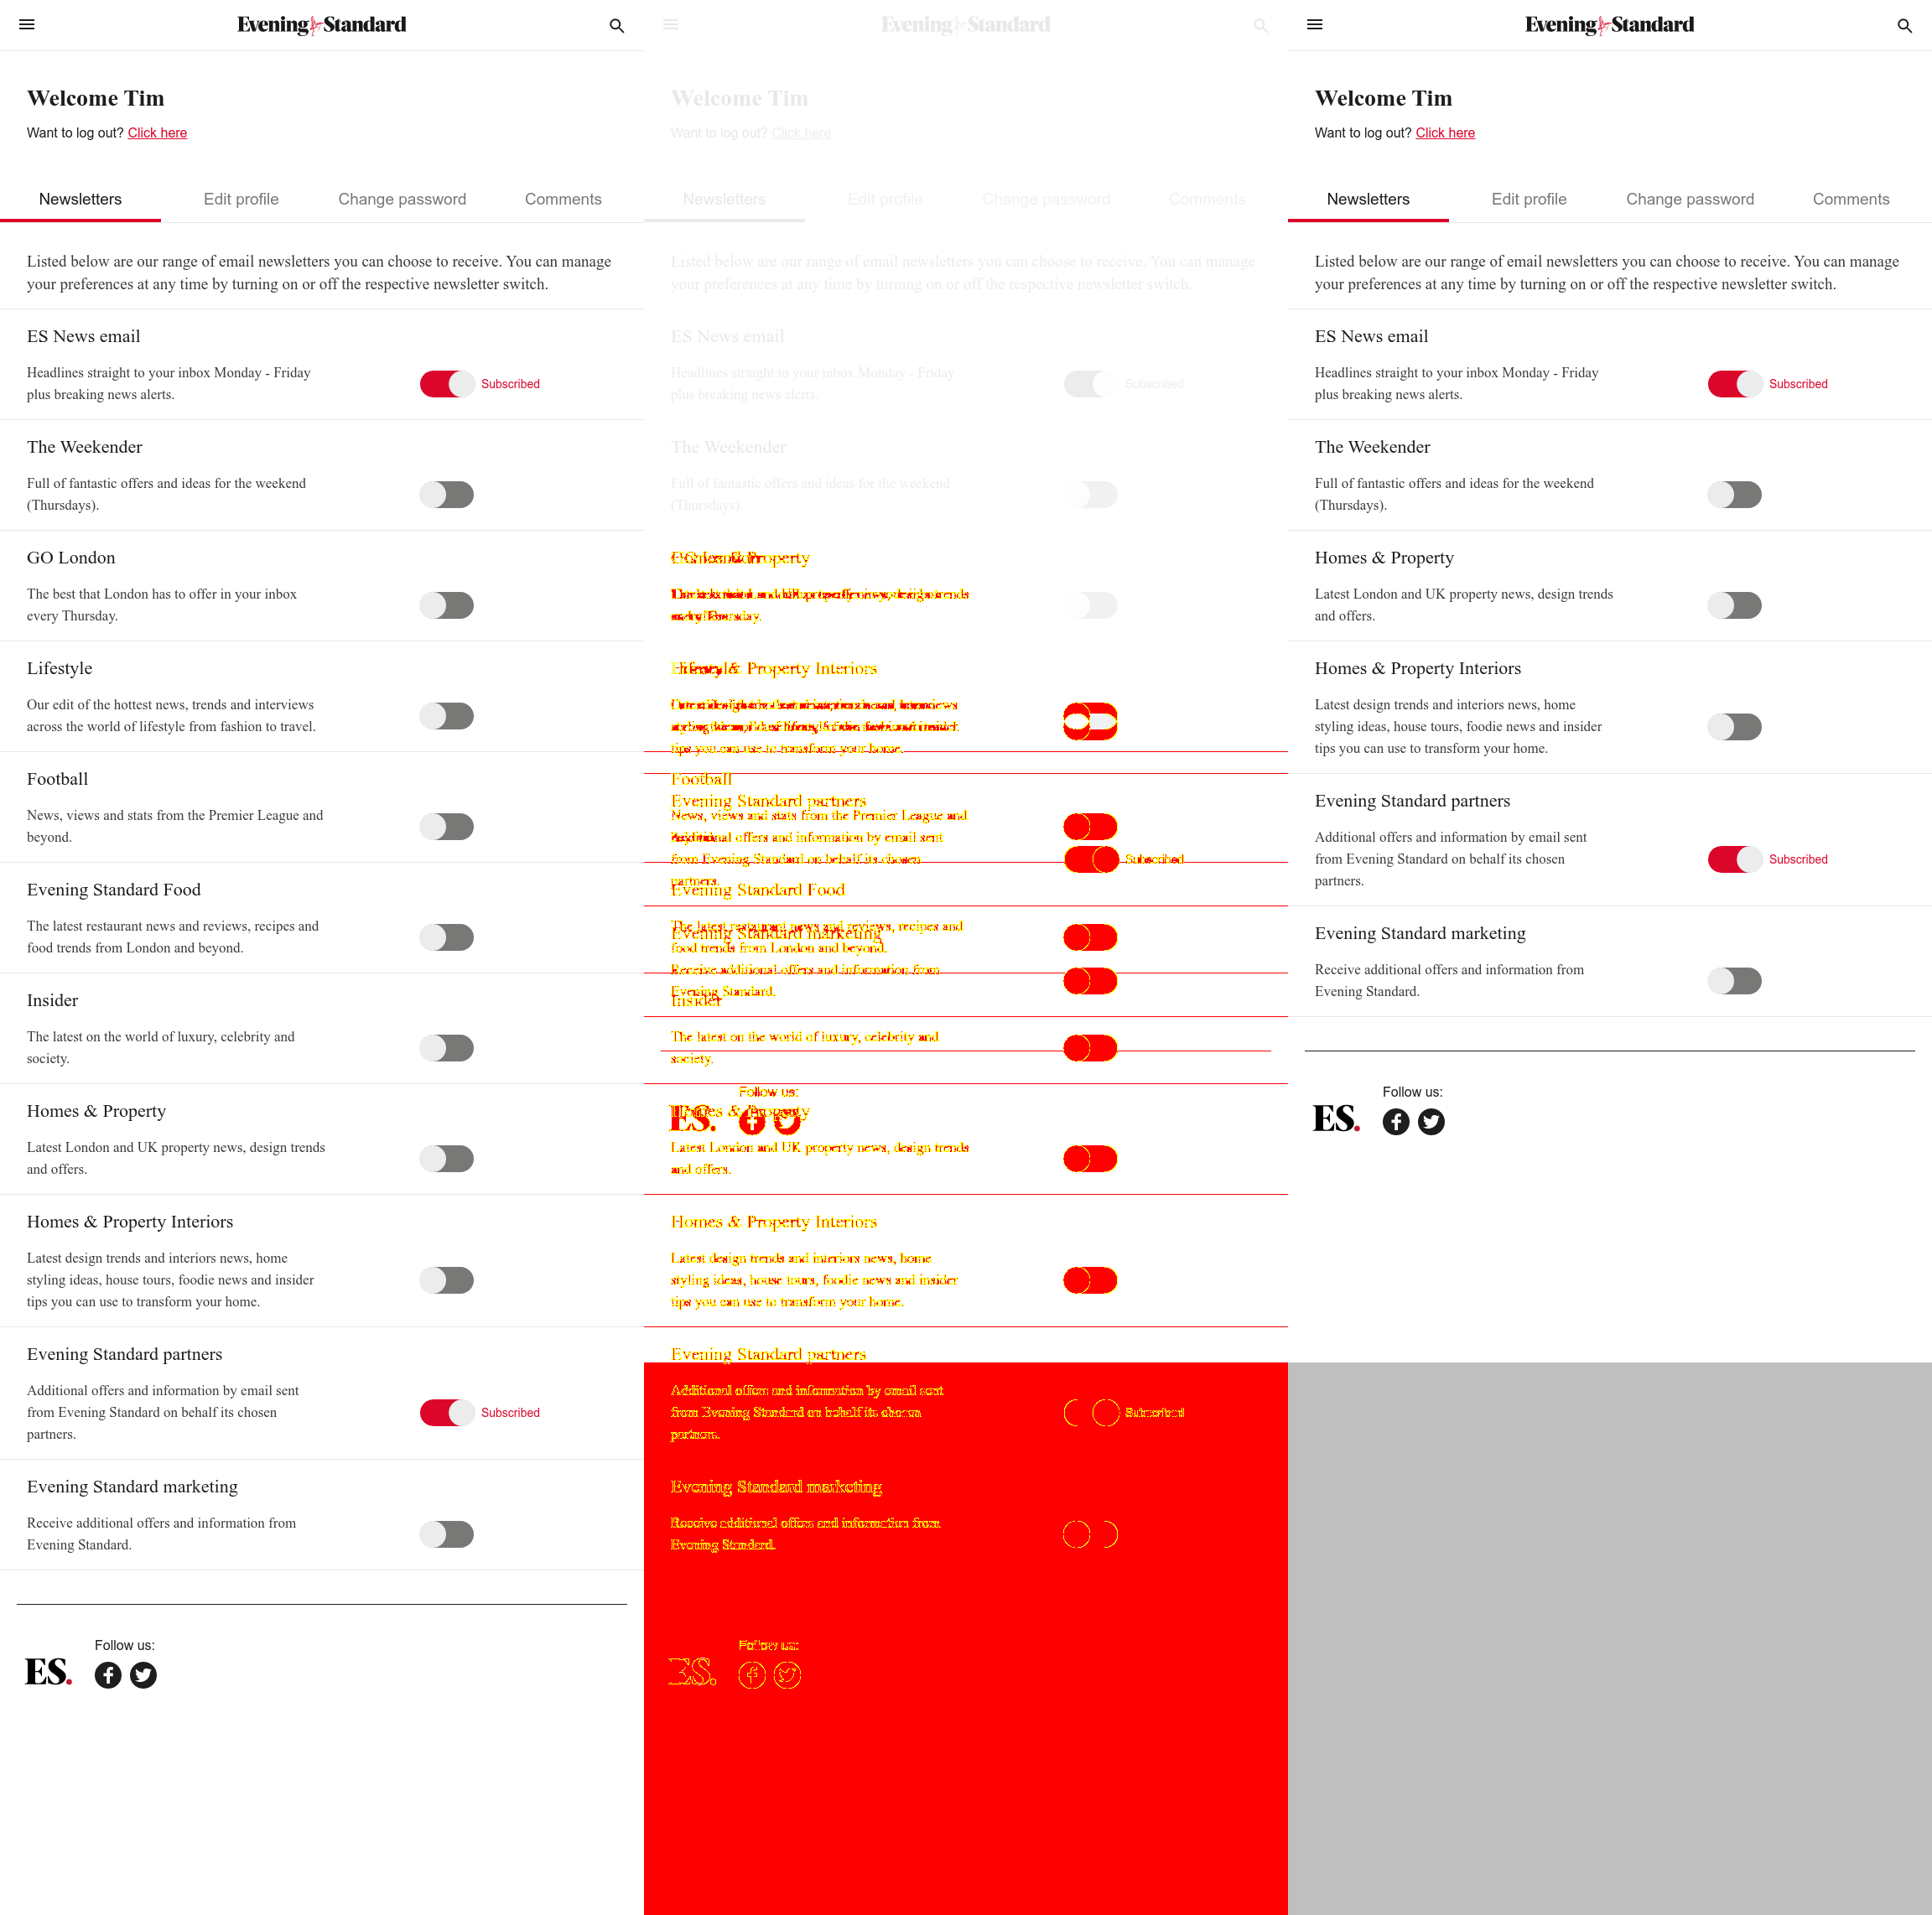 Evening Standard
Welcome Tim
Want to log out? Click here
Newsletters Edit profile Change password Comments
Listed below are our range of email newsletters you can choose to receive. You can manage
your preferences at any time by turning on or off the respective newsletter switch.
ES News email
Headlines straight to your inbox Monday - Friday
plus breaking news alerts.
Subscribed
The Weekender
Full of fantastic offers and ideas for the weekend
(Thursdays).
GO London
The best that London has to offer in your inbox
every Thursday.
Lifestyle
Our edit of the hottest news, trends and interviews
across the world of lifestyle from fashion to travel.
Football
News, views and stats from the Premier League and
beyond.
Evening Standard Food
The latest restaurant news and reviews, recipes and
food trends from London and beyond.
Insider
The latest on the world of luxury, celebrity and
society.
Homes & Property
Latest London and UK property news, design trends
and offers.
Homes & Property Interiors
Latest design trends and interiors news, home
styling ideas, house tours, foodie news and insider
tips you can use to transform your home.
Evening Standard partners
Additional offers and information by email sent
from Evening Standard on behalf its chosen
partners.
Subscribed
Evening Standard marketing
Receive additional offers and information from
Evening Standard.
Follow us:
ES.
Evening Standard
Welcome Tim
Want to log out? Click here
Newsletters Edit profile Change password Comments
Listed below are our range of email newsletters you can choose to receive. You can manage
your preferences at any time by turning on or off the respective newsletter switch.
ES News email
Headlines straight to your inbox Monday - Friday
plus breaking news alerts.
Subscribed
The Weekender
Full of fantastic offers and ideas for the weekend
(Thursdays).
Homes & Property Interiors
tips you can use to transform your home.
Football
Evening Standard partners
News, views and stats from the Premier League and
Additional offers and information by email sent
from Evening Standard on behalf its chosen
Subscribed
partners.
Evening Standard Food
The latest restaurant news and reviews, recipes and
Evening Standard marketing
food trends from London and beyond.
Receive additional offers and information from
Evening Standard.
Insider
The latest on the world of luxury, celebrity and
society.
Follow us:
Homes & Property
ES.
Latest London and UK property news, design trends
and offers.
Homes & Property Interiors
Latest design trends and interiors news, home
styling ideas, house tours, foodie news and insider
tips you can use to transform your home.
Evening Standard partners
Additional offers and information by email sent
from Evening Standard on behalf its chosen
partners.
Subscribed
Evening Standard marketing
Receive additional offers and information from
Evening Standard.
Follow us:
ES.
Evening Standard
Welcome Tim
Want to log out? Click here
Newsletters Edit profile Change password Comments
Listed below are our range of email newsletters you can choose to receive. You can manage
your preferences at any time by turning on or off the respective newsletter switch.
ES News email
Headlines straight to your inbox Monday - Friday
plus breaking news alerts.
Subscribed
The Weekender
Full of fantastic offers and ideas for the weekend
(Thursdays).
Homes & Property
Latest London and UK property news, design trends
and offers.
Homes & Property Interiors
Latest design trends and interiors news, home
styling ideas, house tours, foodie news and insider
tips you can use to transform your home.
Evening Standard partners
Additional offers and information by email sent
from Evening Standard on behalf its chosen
partners.
Subscribed
Evening Standard marketing
Receive additional offers and information from
Evening Standard.
Follow us:
ES.